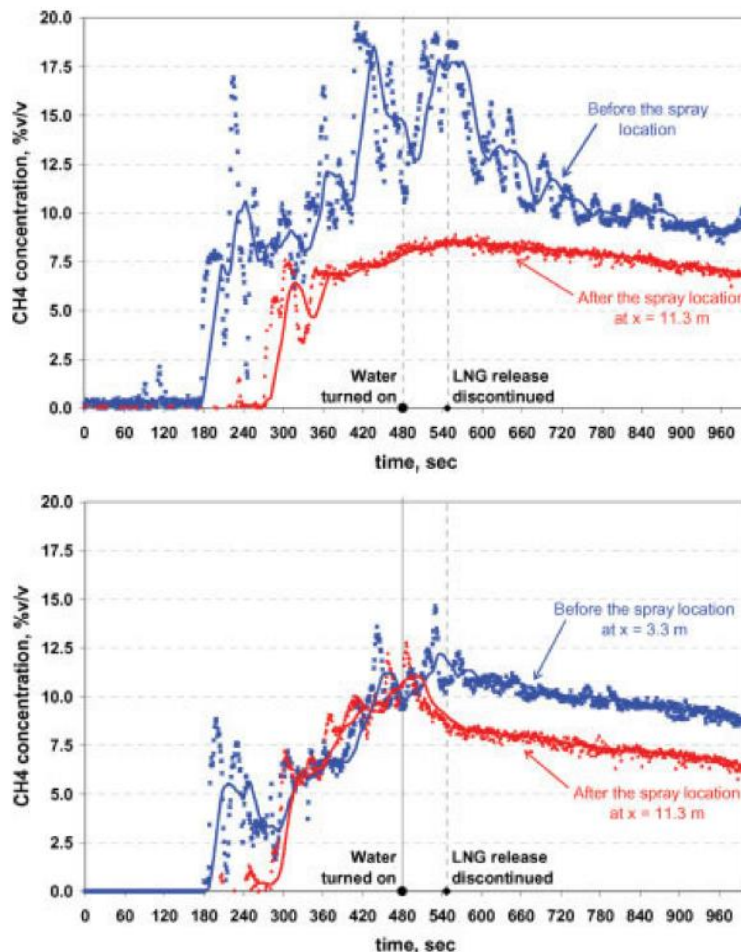 20.0
17.5
15.0
12.5
10.0
7.5
5.0
2.5
0.0
CH4 concentration, %v/v
Before the spray
location
After the spray location
at x = 11.3 m
Water
turned on
LNG release
discontinued
0 60 120 180 240 300 360 420 480 540 600 660 720 780 840 900 960
time, sec
20.0
17.5
15.0
12.5
10.0
7.5
5.0
2.5
0.0
CH4 concentration, %v/v
Before the spray location
at x = 3.3 m
After the spray location
at x = 11.3 m
Water
turned on
LNG release
discontinued
0 60 120 180 240 300 360 420 480 540 600 660 720 780 840 900 960
time, sec